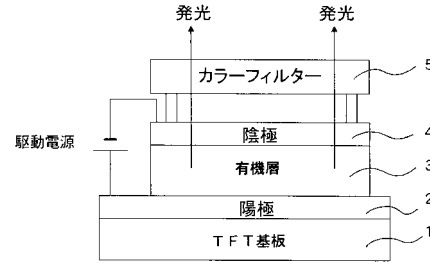 発光 発光
カラーフィルター 5
陰極 4
駆動電源
有機層 3
陽極 2
TFT基板 1